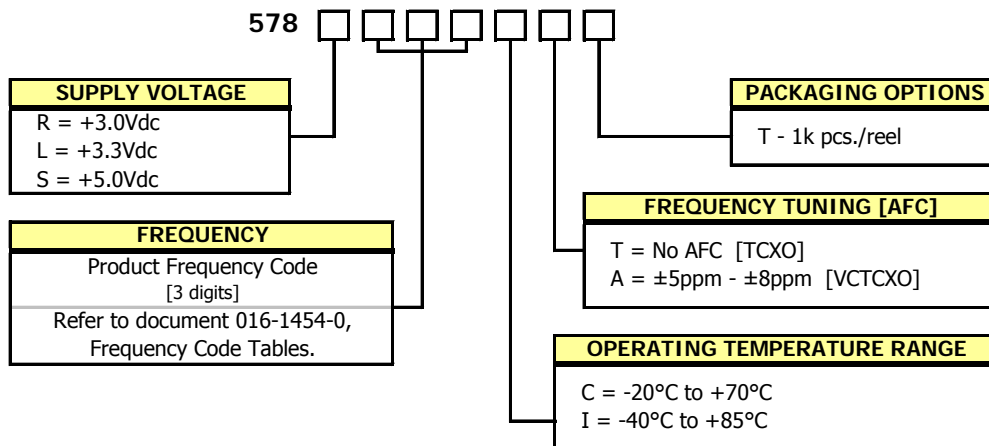 578
SUPPLY VOLTAGE
R = +3.0Vdc
L = +3.3Vdc
S = +5.0Vdc
FREQUENCY
Product Frequency Code
[3 digits]
Refer to document 016-1454-0,
Frequency Code Tables.
PACKAGING OPTIONS
T - 1k pcs./reel
FREQUENCY TUNING [AFC]
T = No AFC [TCXO]
A = ±5ppm - ±8ppm [VCTCXO]
OPERATING TEMPERATURE RANGE
C = -20°C to +70°C
I = -40°C to +85°C